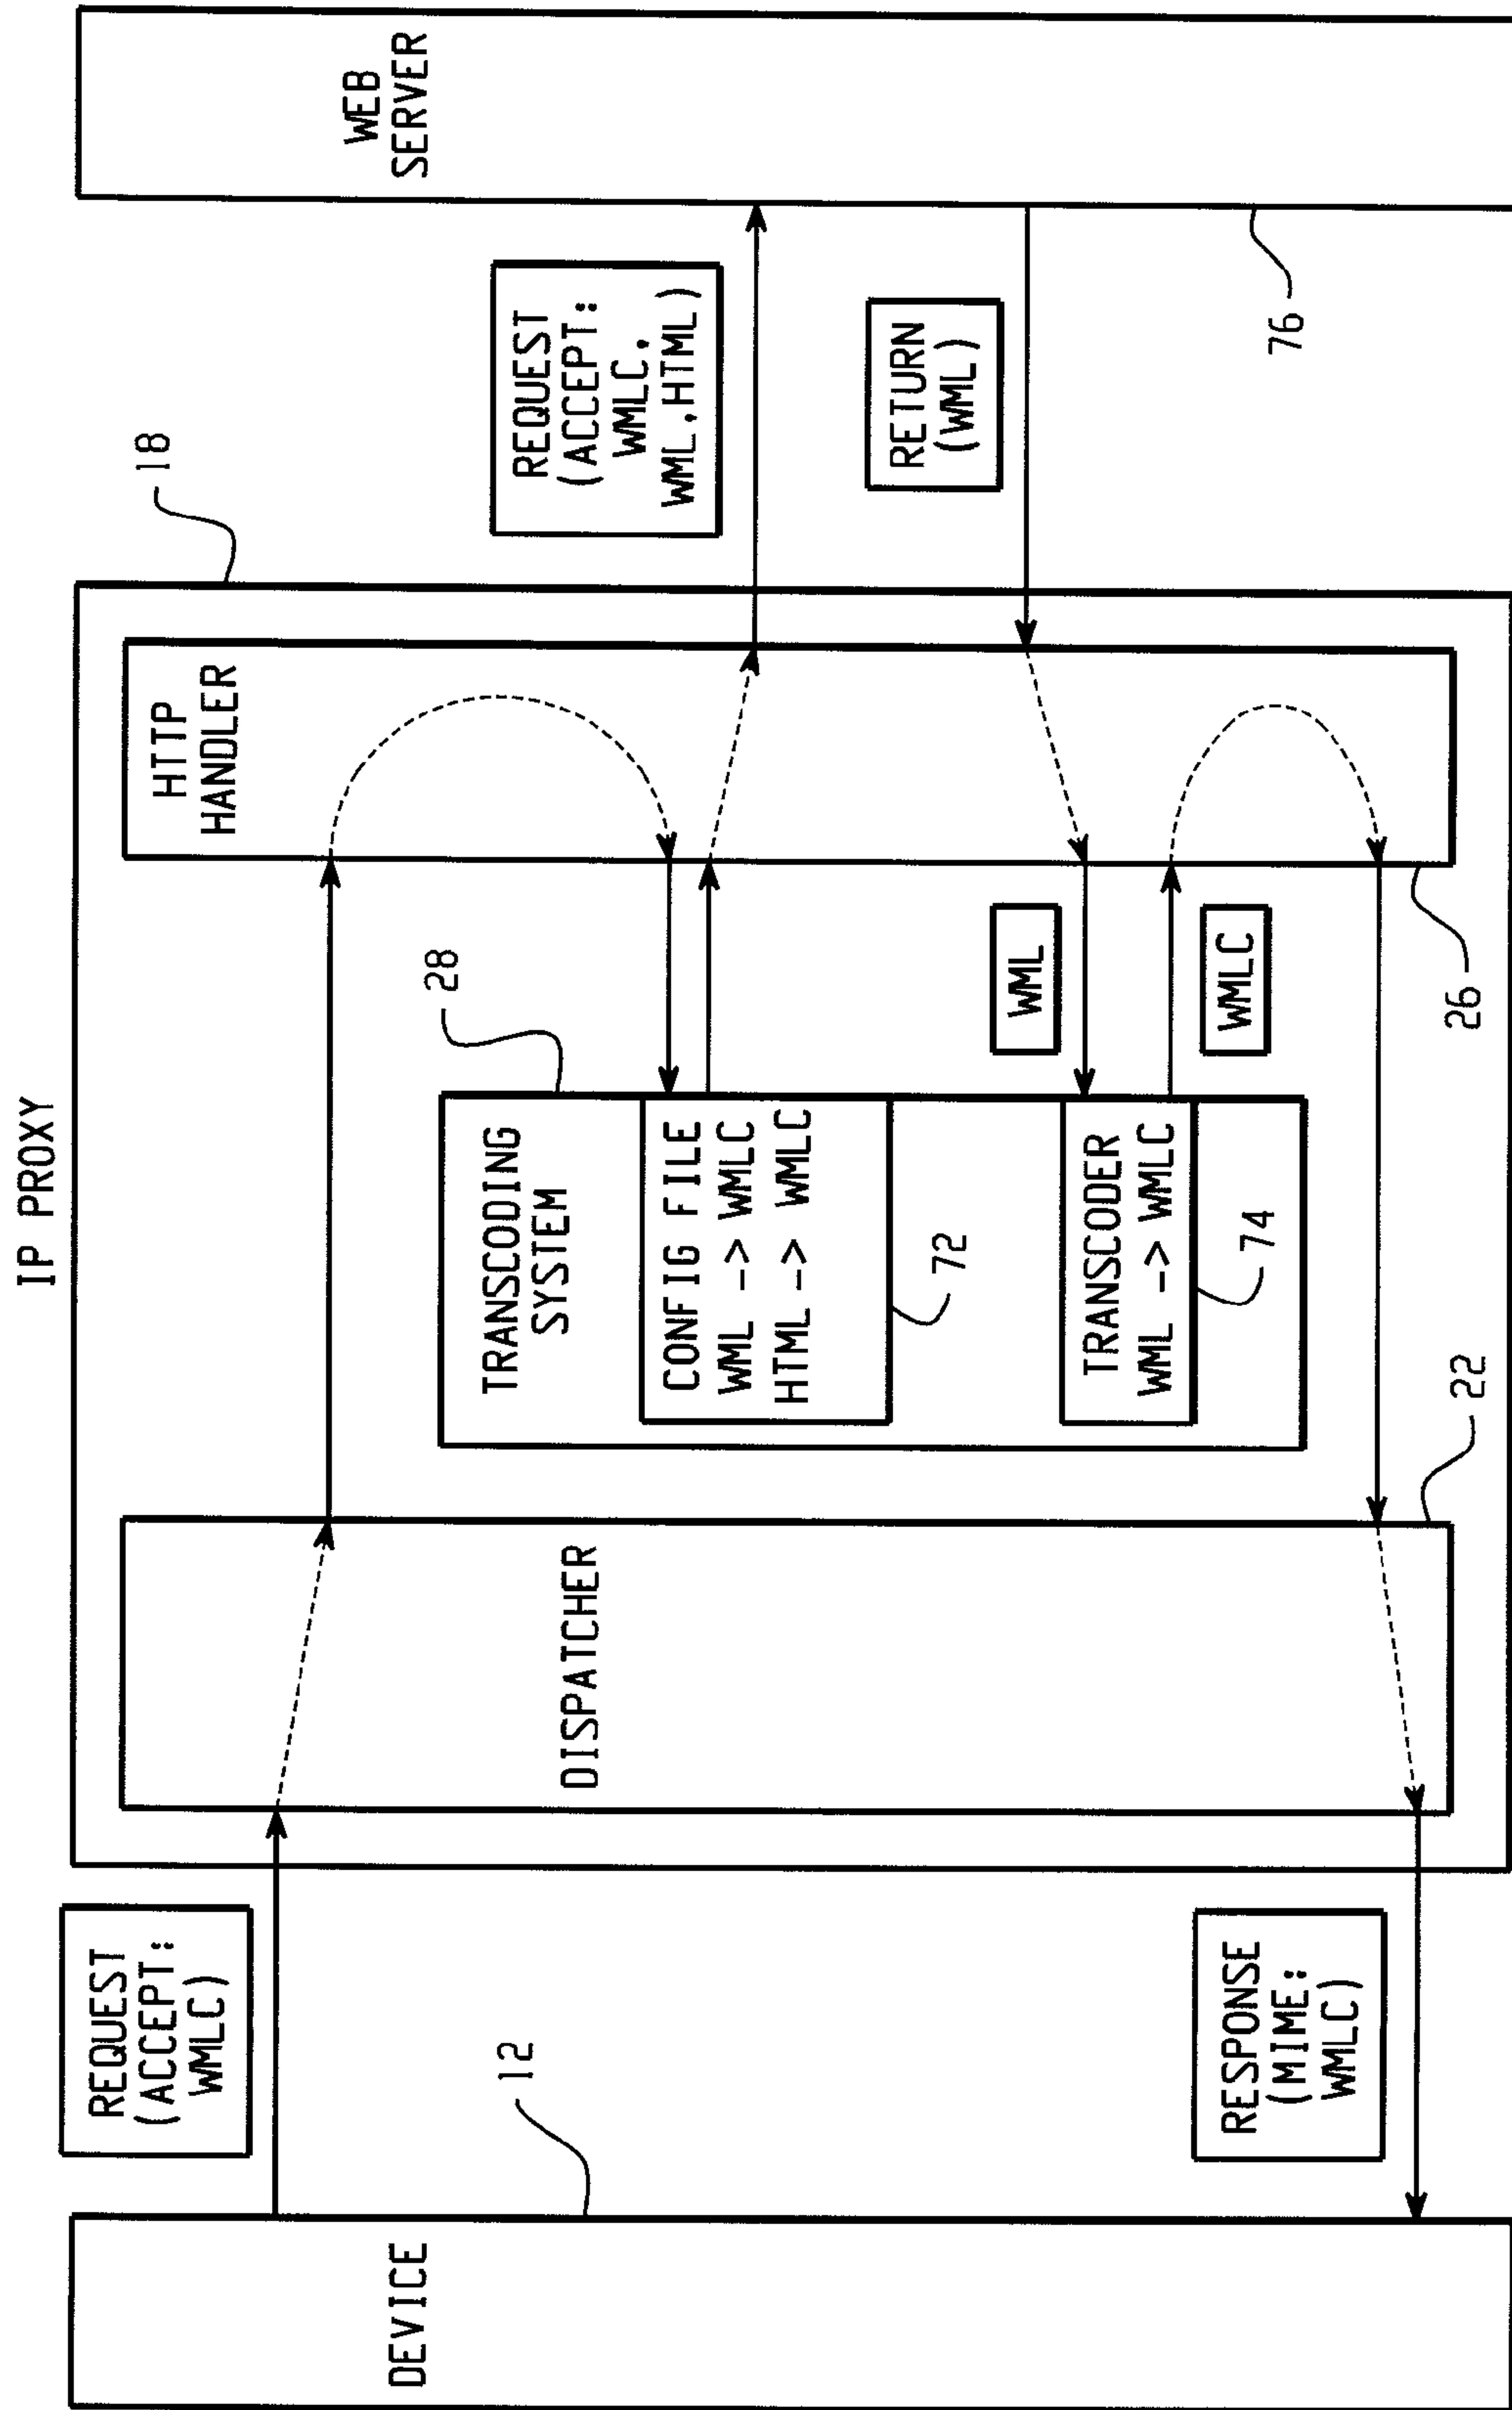 IP PROXY
18
REQUEST
(ACCEPT:
WMLC)
DEVICE
12
DISPATCHER
TRANSCODING
SYSTEM
28
CONFIG FILE
WML -> WMLC
HTML -> WMLC
72
TRANSCODER
WML -> WMLC
74
22
HTTP
HANDLER
WML
WMLC
26
REQUEST
(ACCEPT:
WMLC,
WML,HTML)
RETURN
(WML)
WEB
SERVER
76
RESPONSE
(MIME:
WMLC)